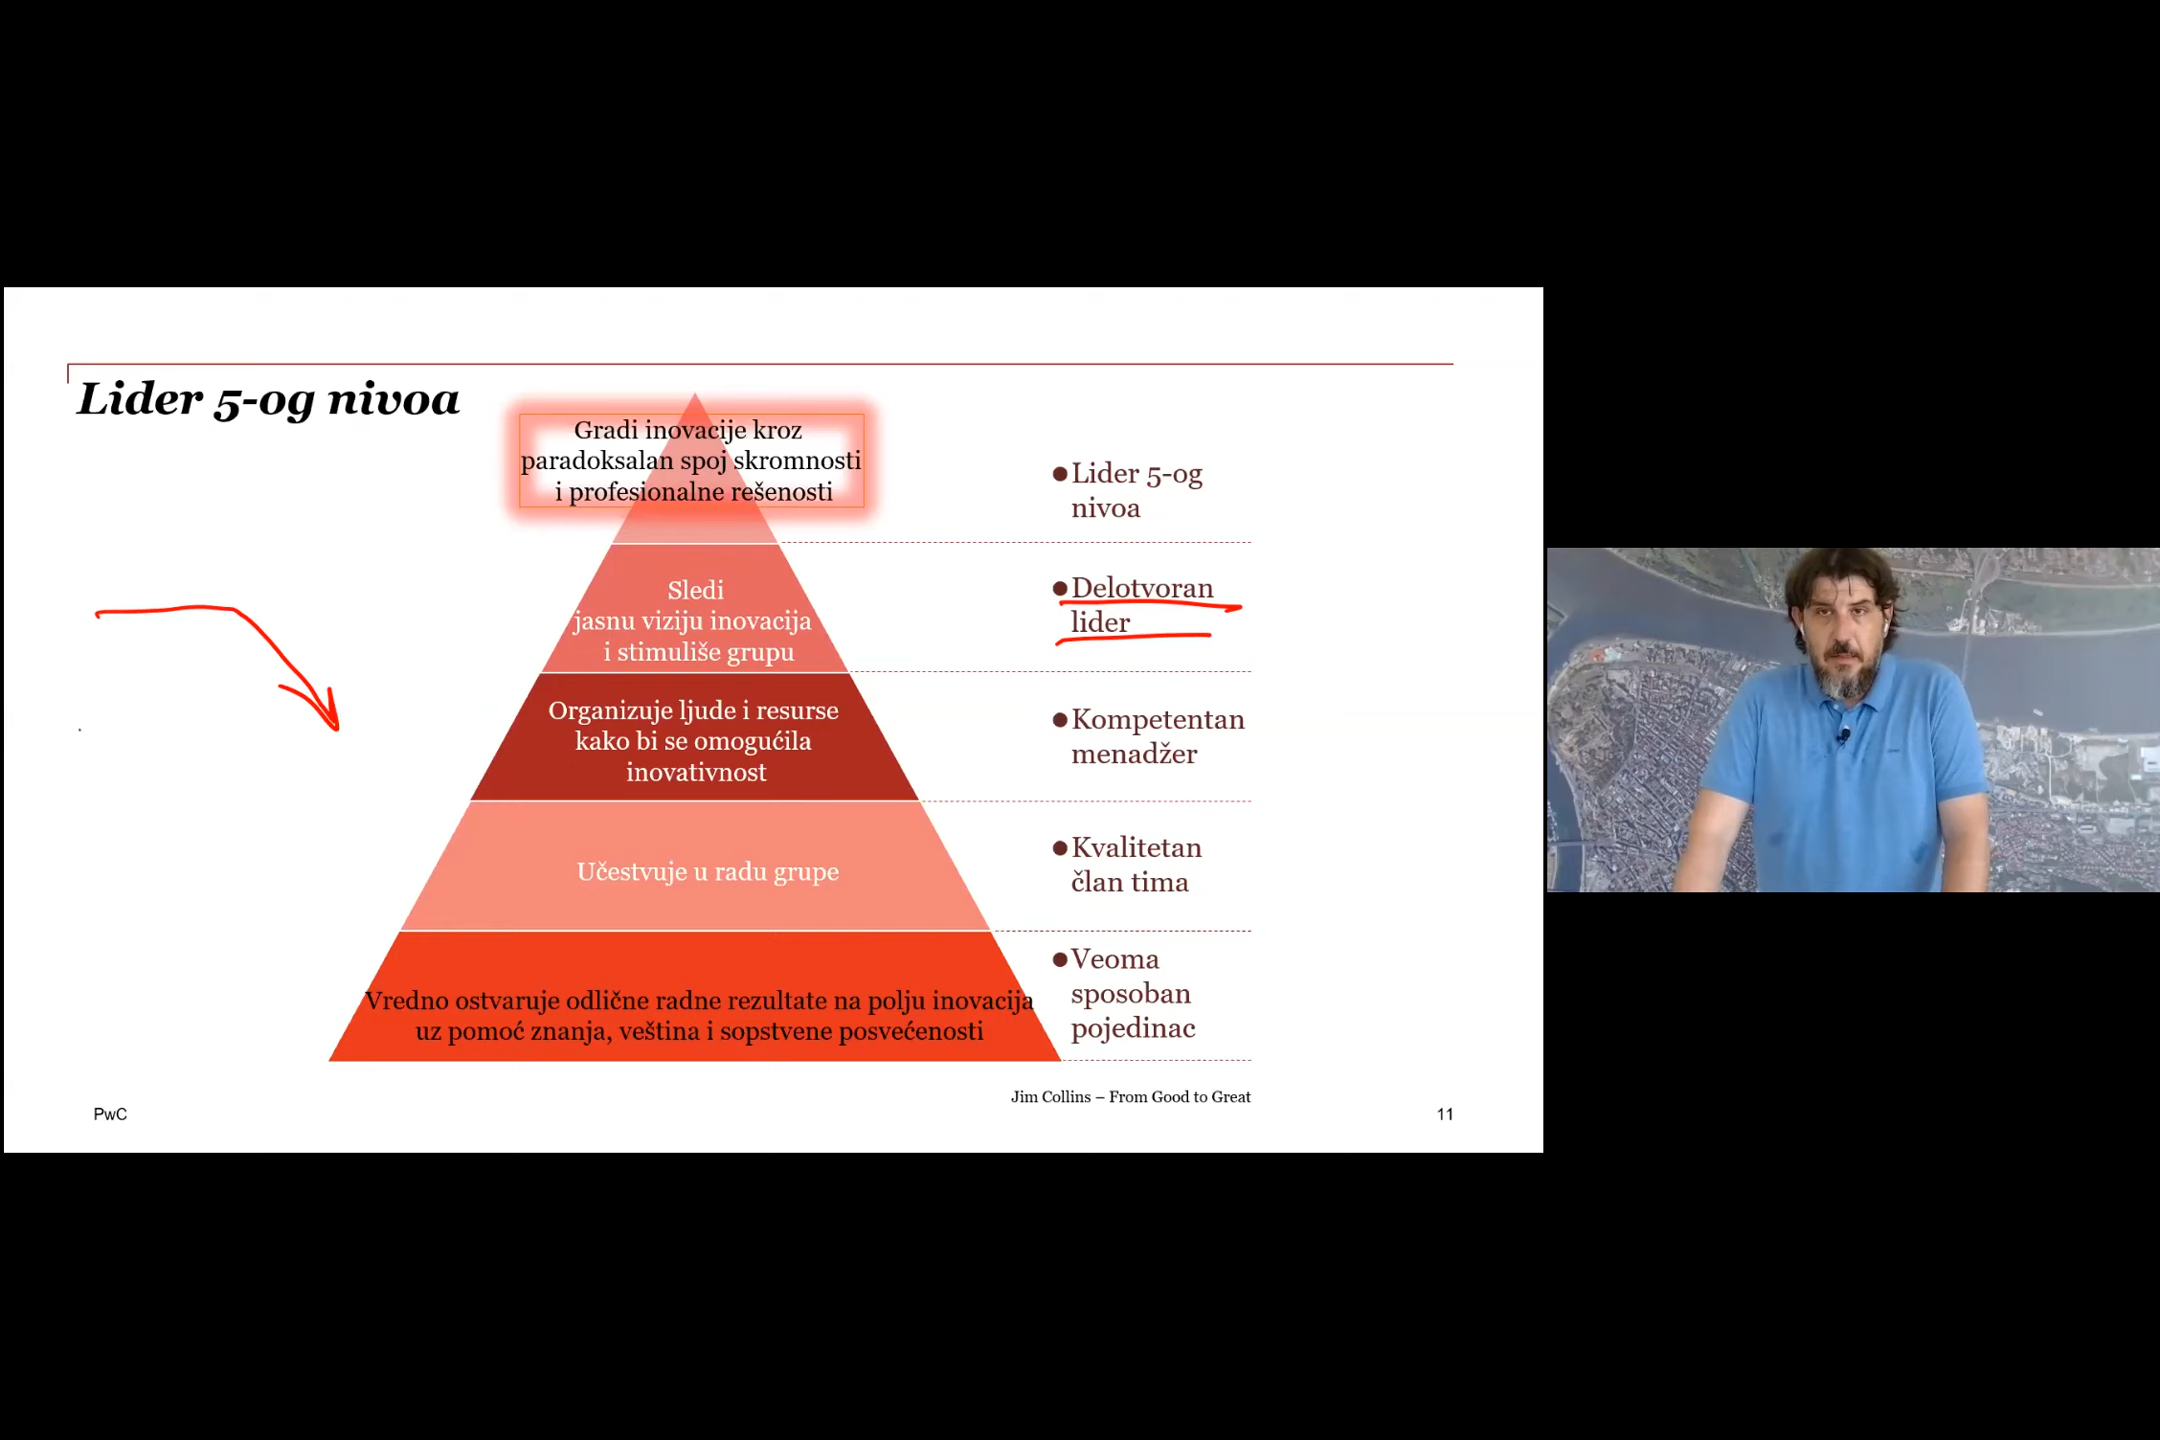 Lider 5-og nivoa
Gradi inovacije kroz
paradoksalan spoj skromnosti
i profesionalne rešenosti
●Lider 5-og
nivoa
Sledi
jasnu viziju inovacija
i stimuliše grupu
●Delotvoran
lider
Organizuje ljude i resurse
kako bi se omogućila
inovativnost
●Kompetentan
menadžer
Učestvuje u radu grupe
●Kvalitetan
član tima
Vredno ostvaruje odlične radne rezultate na polju inovacija
uz pomoć znanja, veština i sopstvene posvećenosti
●Veoma
sposoban
pojedinac
Jim Collins – From Good to Great
PwC
11